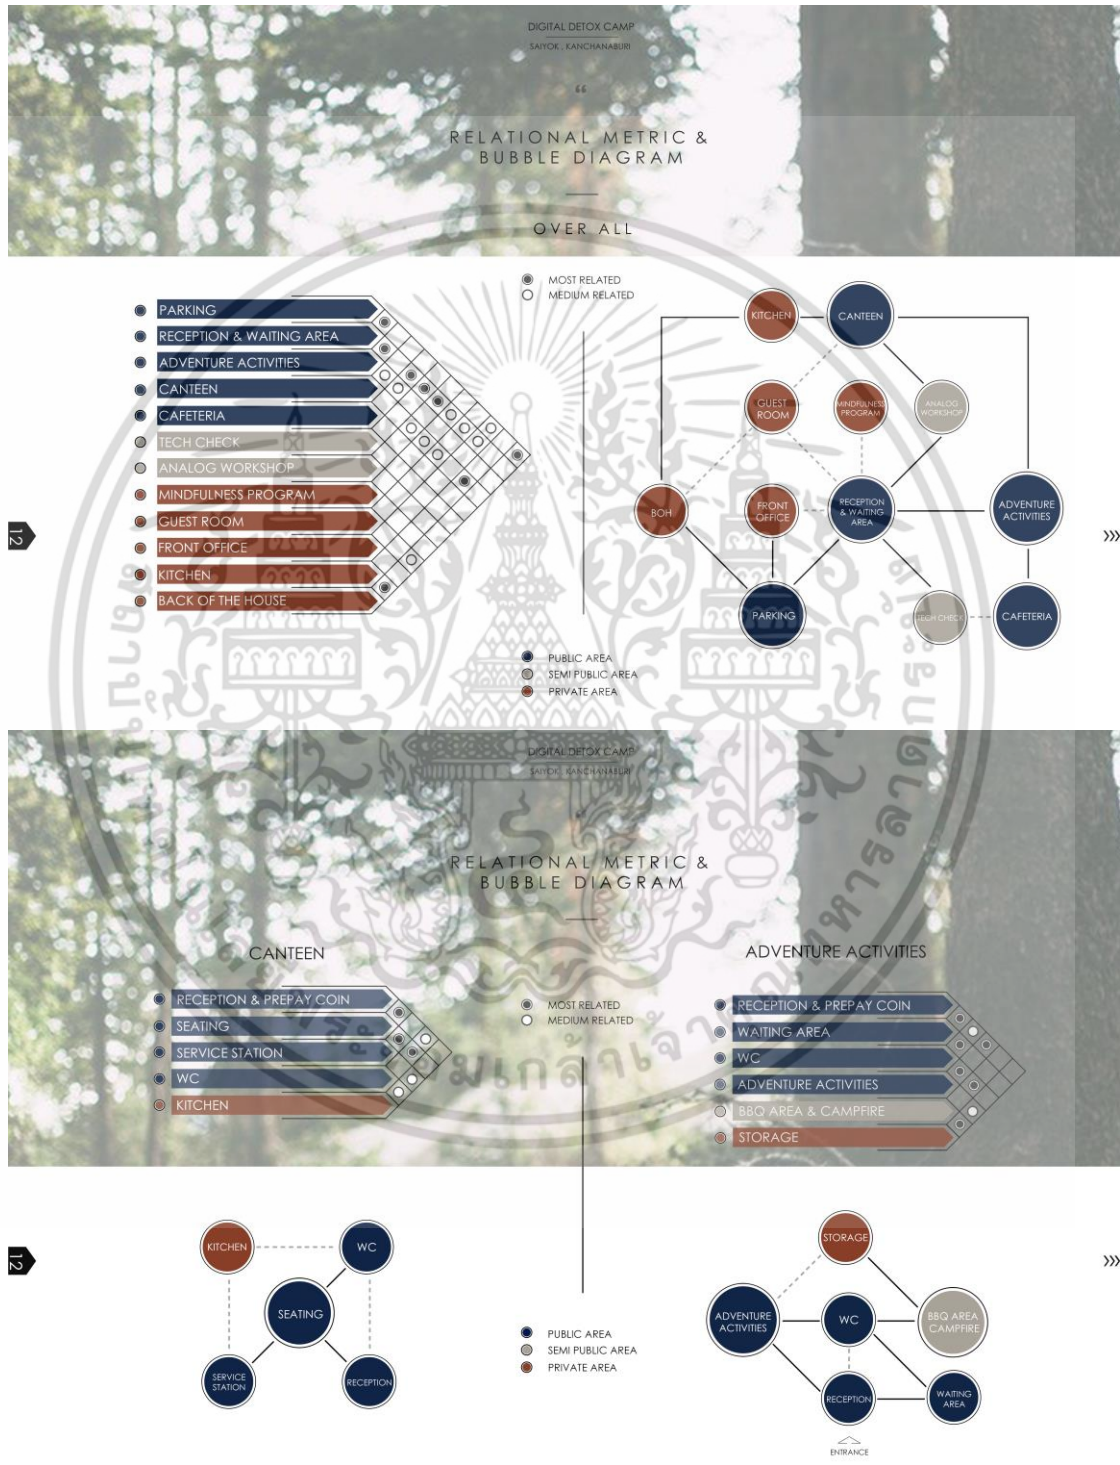 DIGITAL DETOX CAMP
SAIYOK , KANCHANABURI
“
RELATIONAL METRIC &
BUBBLE DIAGRAM
OVER ALL
MOST RELATED
MEDIUM RELATED
PARKING
RECEPTION & WAITING AREA
ADVENTURE ACTIVITIES
CANTEEN
CAFETERIA
TECH CHECK
ANALOG WORKSHOP
MINDFULNESS PROGRAM
GUEST ROOM
FRONT OFFICE
KITCHEN
BACK OF THE HOUSE
KITCHEN
CANTEEN
GUEST
ROOM
MINDFULNESS
PROGRAM
ANALOG
WORKSHOP
BOH
FRONT
OFFICE
RECEPTION
& WAITING
AREA
ADVENTURE
ACTIVITIES
PARKING
TECH CHECK
CAFETERIA
12
PUBLIC AREA
SEMI PUBLIC AREA
PRIVATE AREA
DIGITAL DETOX CAMP
SAIYOK , KANCHANABURI
RELATIONAL METRIC &
BUBBLE DIAGRAM
CANTEEN
RECEPTION & PREPAY COIN
SEATING
SERVICE STATION
WC
KITCHEN
MOST RELATED
MEDIUM RELATED
ADVENTURE ACTIVITIES
RECEPTION & PREPAY COIN
WAITING AREA
WC
ADVENTURE ACTIVITIES
BBQ AREA & CAMPFIRE
STORAGE
12
KITCHEN
WC
SEATING
SERVICE
STATION
RECEPTION
PUBLIC AREA
SEMI PUBLIC AREA
PRIVATE AREA
STORAGE
ADVENTURE
ACTIVITIES
WC
BBQ AREA
CAMPFIRE
RECEPTION
WAITING
AREA
ENTRANCE